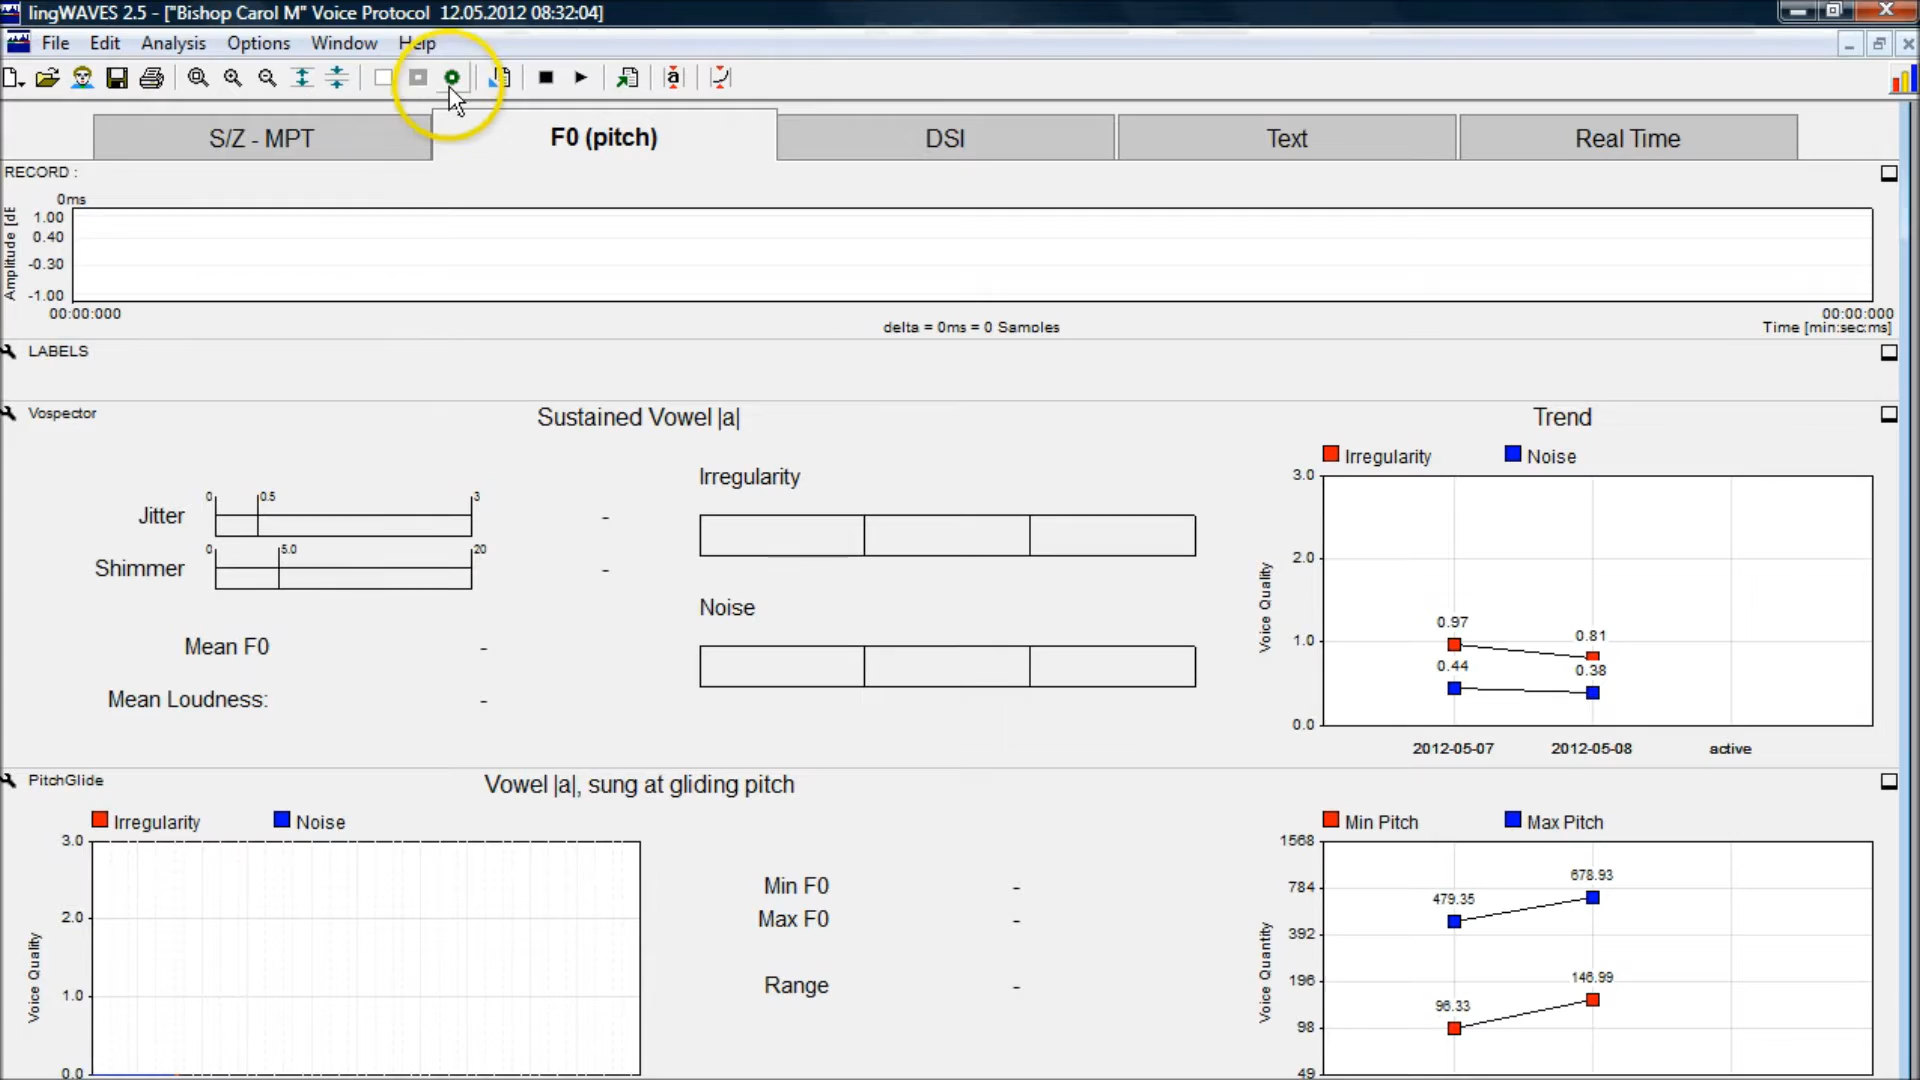 lingWAVES 2.5 - ["Bishop Carol M" Voice Protocol 12.05.2012 08:32:04]
File Edit Analysis Options Window Help
S/Z - MPT F0 (pitch) DSI Text Real Time
RECORD :
0ms
Amplitude [dE
1.00
0.40
-0.30
-1.00
00:00:000 00:00:000
delta = 0ms = 0 Samples Time [min:sec:ms]
LABELS
Vospector Sustained Vowel |a| Trend
Irregularity Noise
Irregularity
Jitter 0 0.5 3 -
Shimmer 0 5.0 20 -
Noise
Mean F0 -
Mean Loudness: -
Voice Quality
3.0
2.0
1.0
0.0
0.97 0.81
0.44 0.38
2012-05-07 2012-05-08 active
PitchGlide Vowel |a|, sung at gliding pitch
Irregularity Noise
Voice Quality
3.0
2.0
1.0
0.0
Min F0 -
Max F0 -
Range -
Min Pitch Max Pitch
Voice Quantity
1568
784
392
196
98
49
479.35 678.93
96.33 146.99